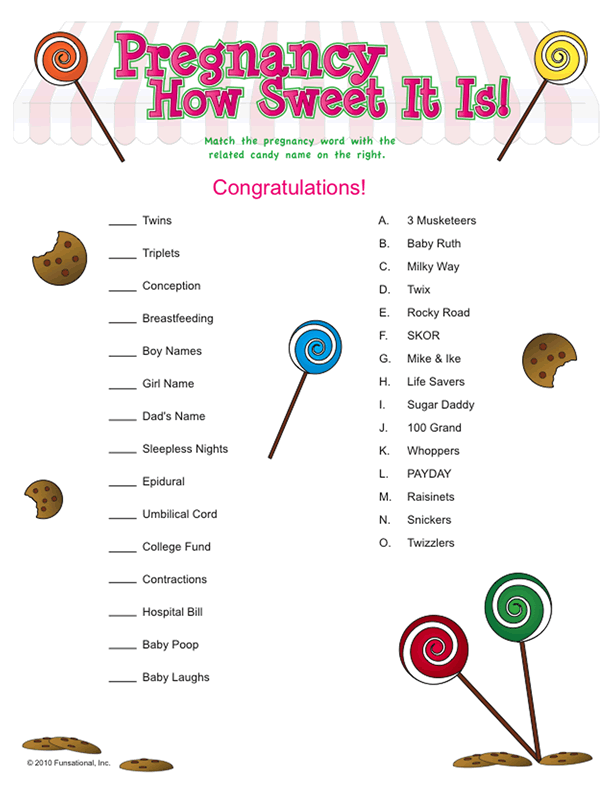 Pregnancy
How Sweet It Is!
Match the pregnancy word with the
related candy name on the right.
Congratulations!
____ Twins
____ Triplets
____ Conception
____ Breastfeeding
____ Boy Names
____ Girl Name
____ Dad's Name
____ Sleepless Nights
____ Epidural
____ Umbilical Cord
____ College Fund
____ Contractions
____ Hospital Bill
____ Baby Poop
____ Baby Laughs
A. 3 Musketeers
B. Baby Ruth
C. Milky Way
D. Twix
E. Rocky Road
F. SKOR
G. Mike & Ike
H. Life Savers
I. Sugar Daddy
J. 100 Grand
K. Whoppers
L. PAYDAY
M. Raisinets
N. Snickers
O. Twizzlers
© 2010 Funsational, Inc.